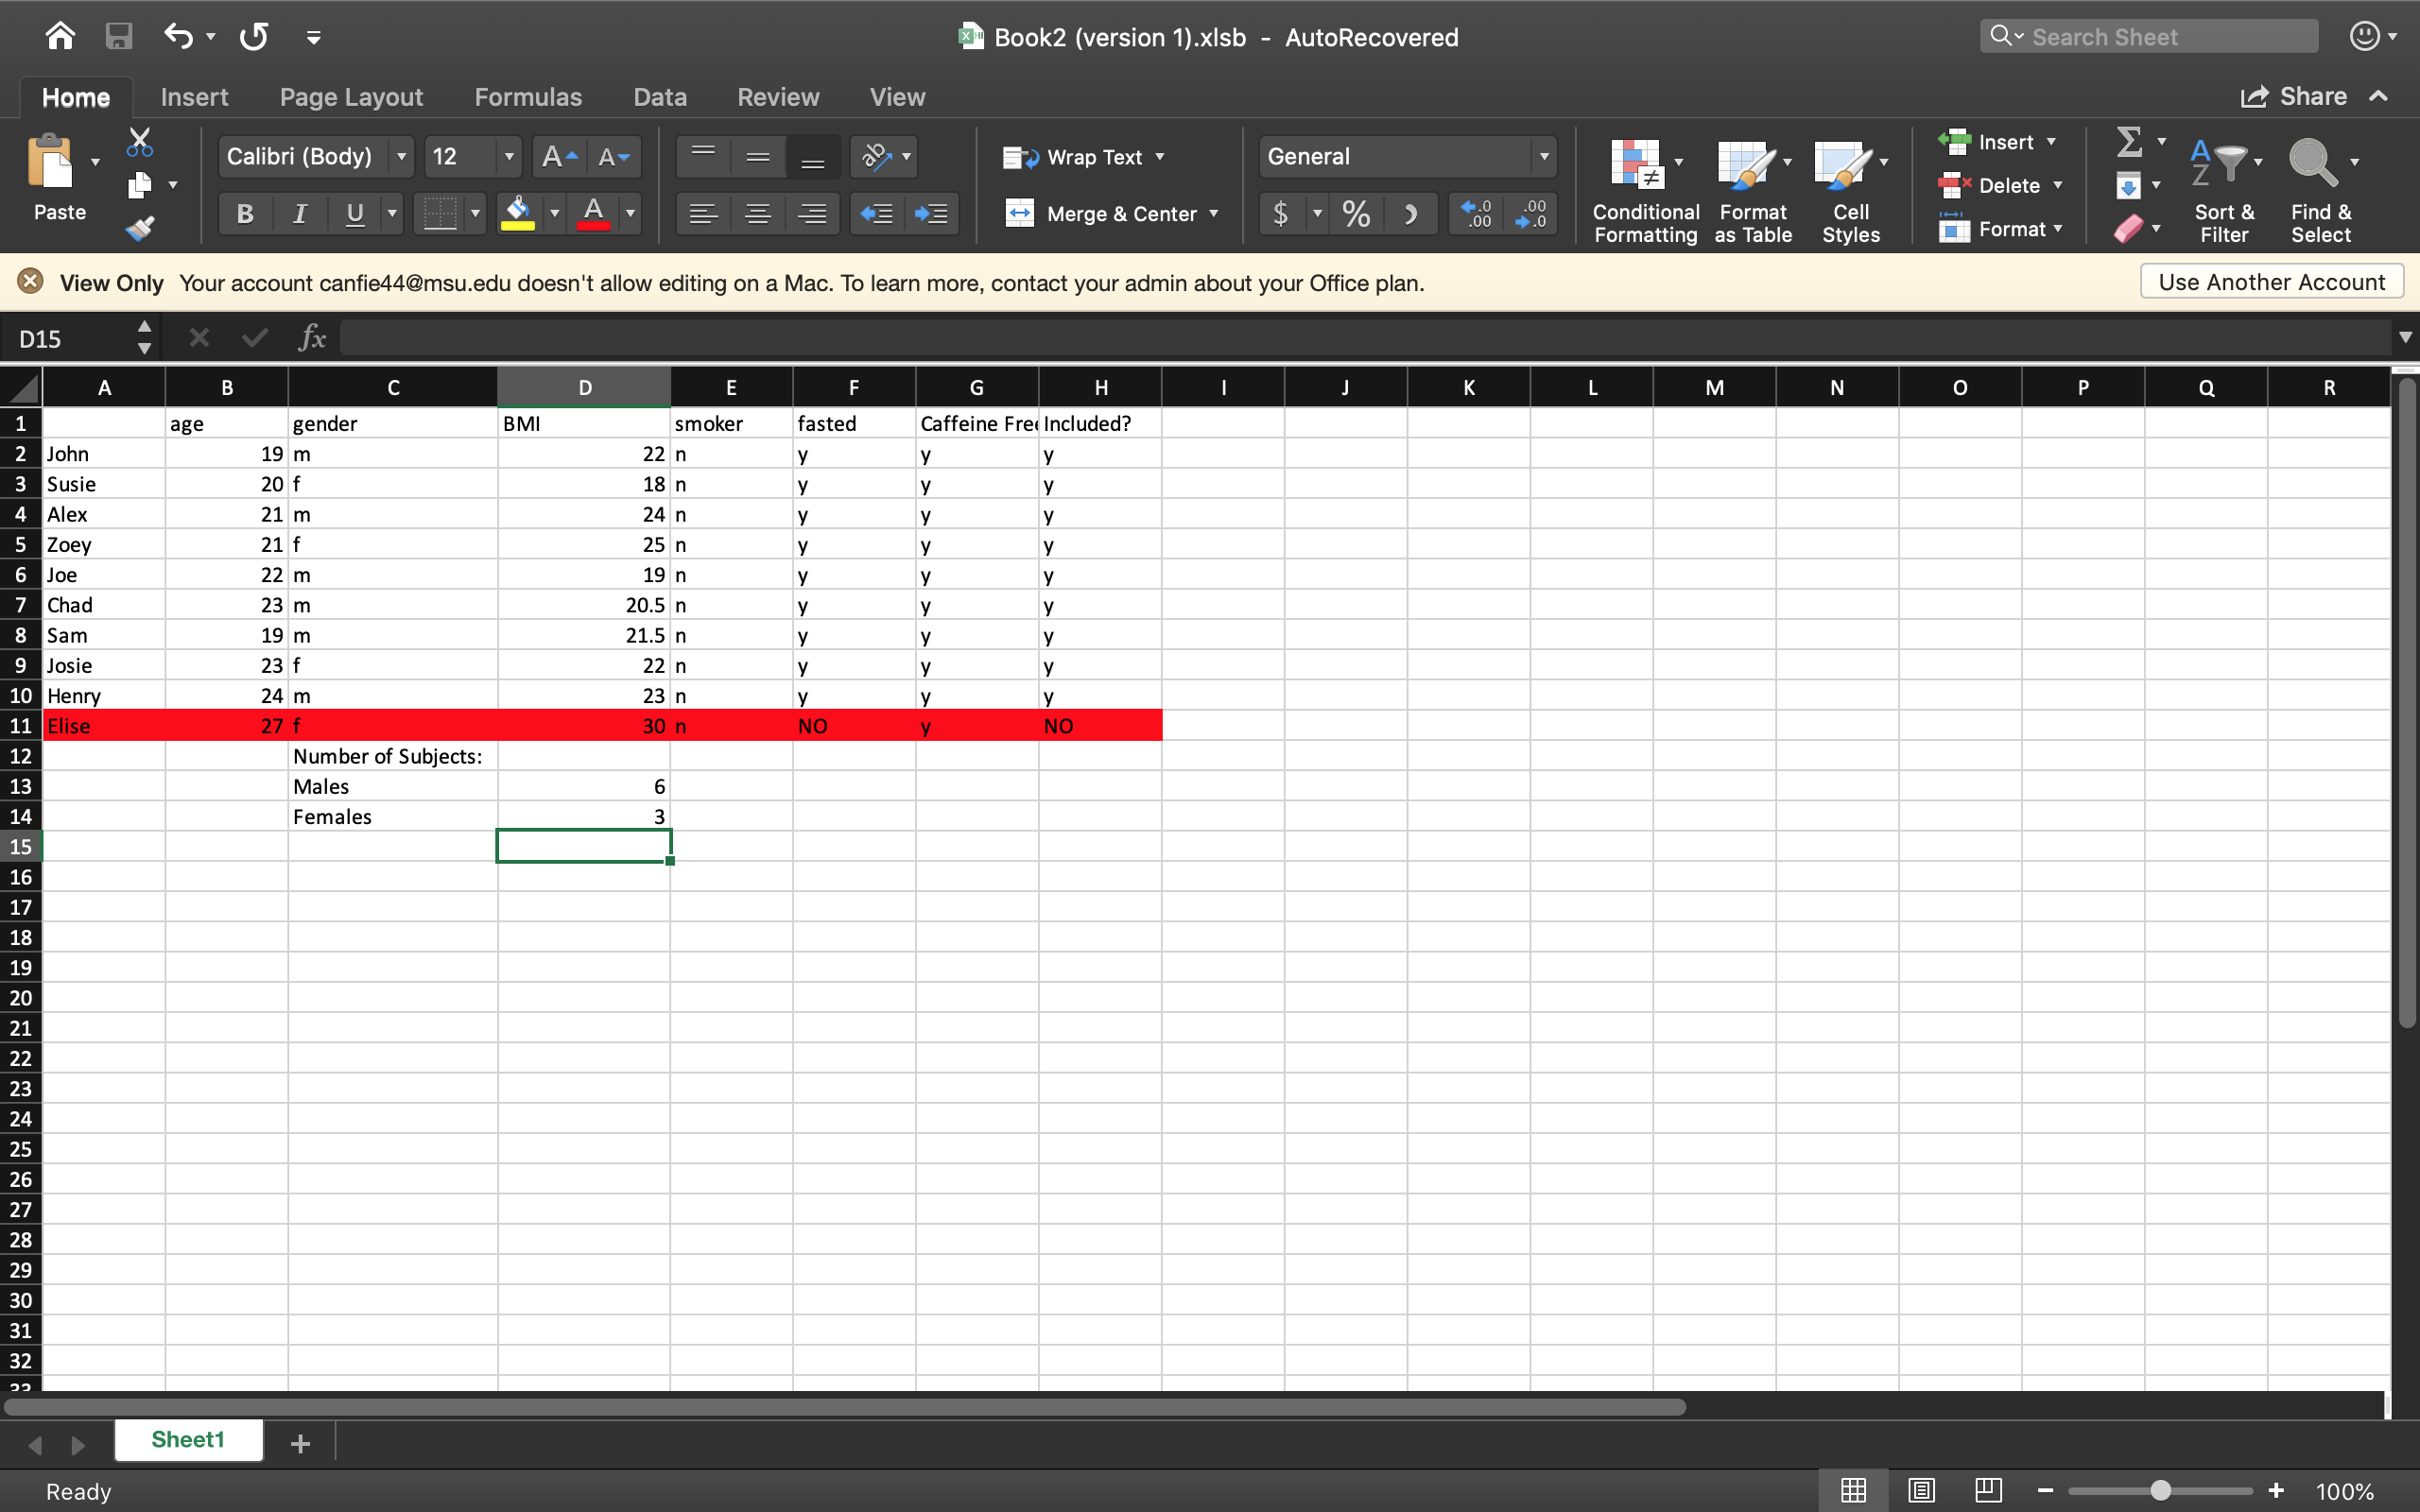 Book2 (version 1).xlsb - AutoRecovered
Search Sheet
Home Insert Page Layout Formulas Data Review View Share
Paste
Calibri (Body) 12
Wrap Text
Merge & Center
General
Conditional Formatting
Format as Table
Cell Styles
Insert
Delete
Format
Sort & Filter
Find & Select
View Only Your account canfie44@msu.edu doesn't allow editing on a Mac. To learn more, contact your admin about your Office plan. Use Another Account
D15 fx
A B C D E F G H I J K L M N O P Q R
1 age gender BMI smoker fasted Caffeine Fre Included?
2 John 19 m 22 n y y y
3 Susie 20 f 18 n y y y
4 Alex 21 m 24 n y y y
5 Zoey 21 f 25 n y y y
6 Joe 22 m 19 n y y y
7 Chad 23 m 20.5 n y y y
8 Sam 19 m 21.5 n y y y
9 Josie 23 f 22 n y y y
10 Henry 24 m 23 n y y y
11 Elise 27 f 30 n NO y NO
12 Number of Subjects:
13 Males 6
14 Females 3
15
16
17
18
19
20
21
22
23
24
25
26
27
28
29
30
31
32
33
Sheet1
Ready 100%